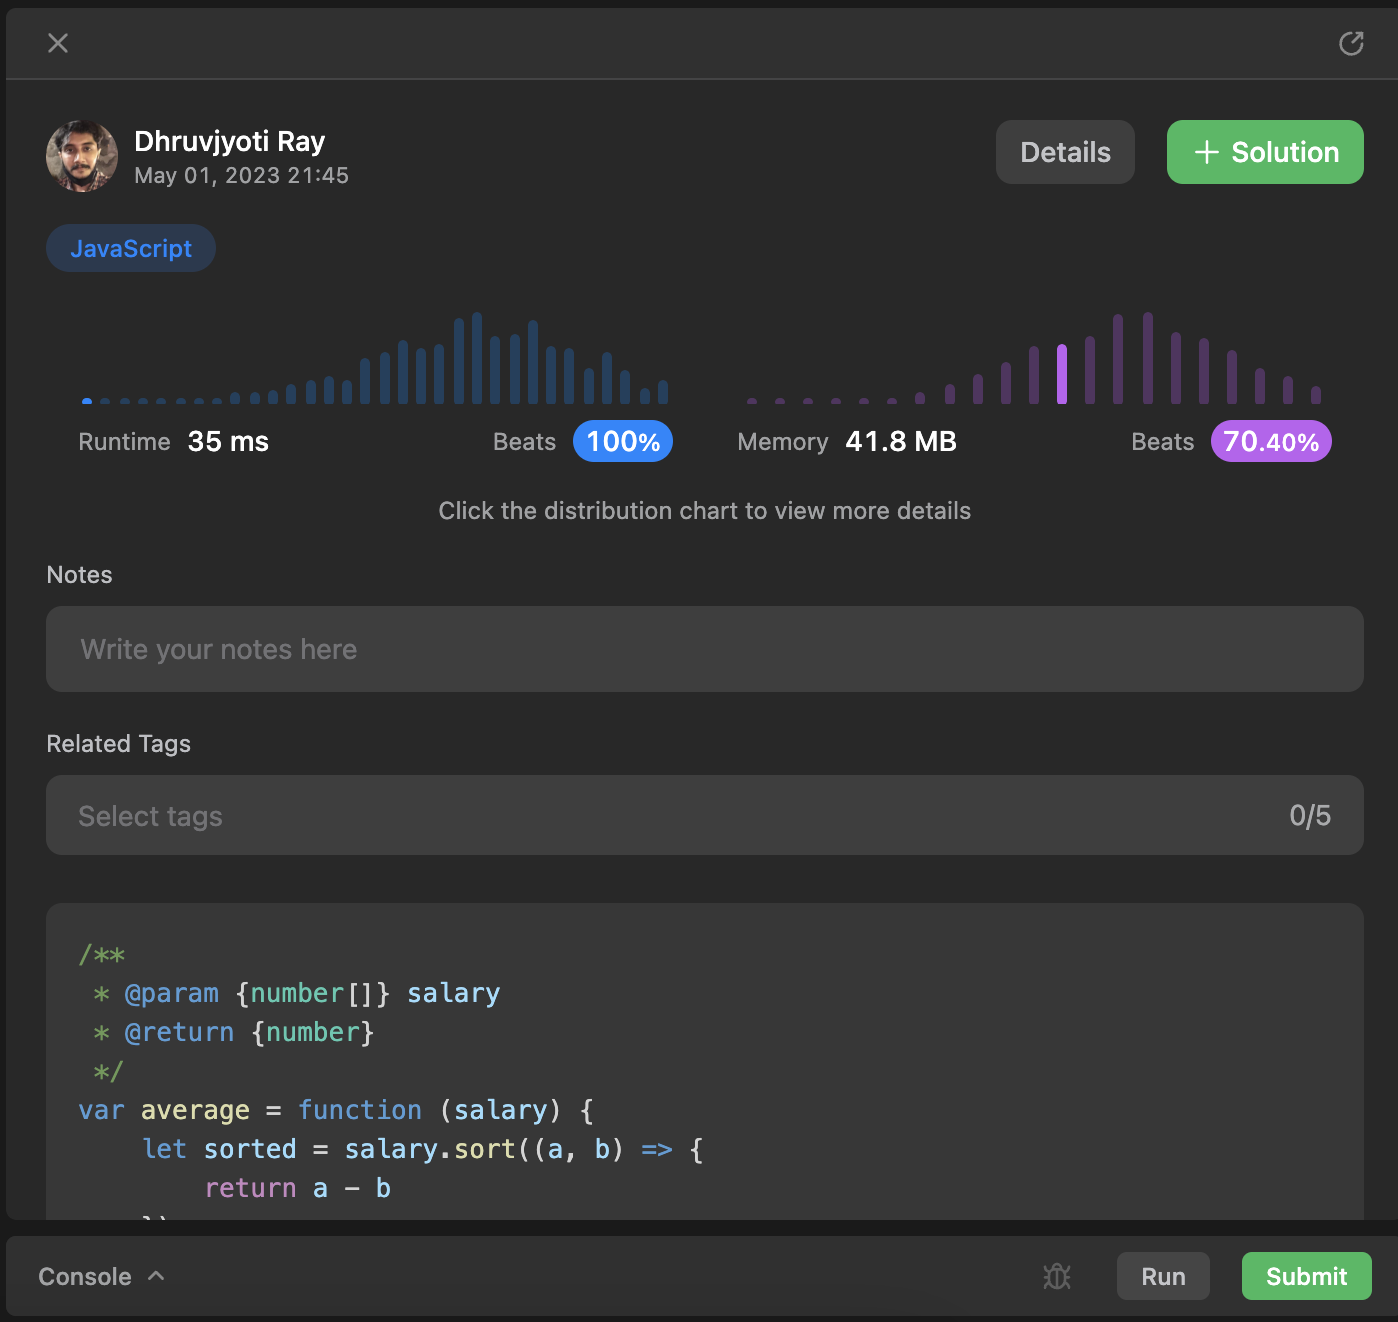 Dhruvjyoti Ray
May 01, 2023 21:45
Details
+ Solution
JavaScript
Runtime 35 ms
Beats 100%
Memory 41.8 MB
Beats 70.40%
Click the distribution chart to view more details
Notes
Write your notes here
Related Tags
Select tags
0/5
/**
 * @param {number[]} salary
 * @return {number}
 */
var average = function (salary) {
    let sorted = salary.sort((a, b) => {
        return a - b
Console
Run
Submit